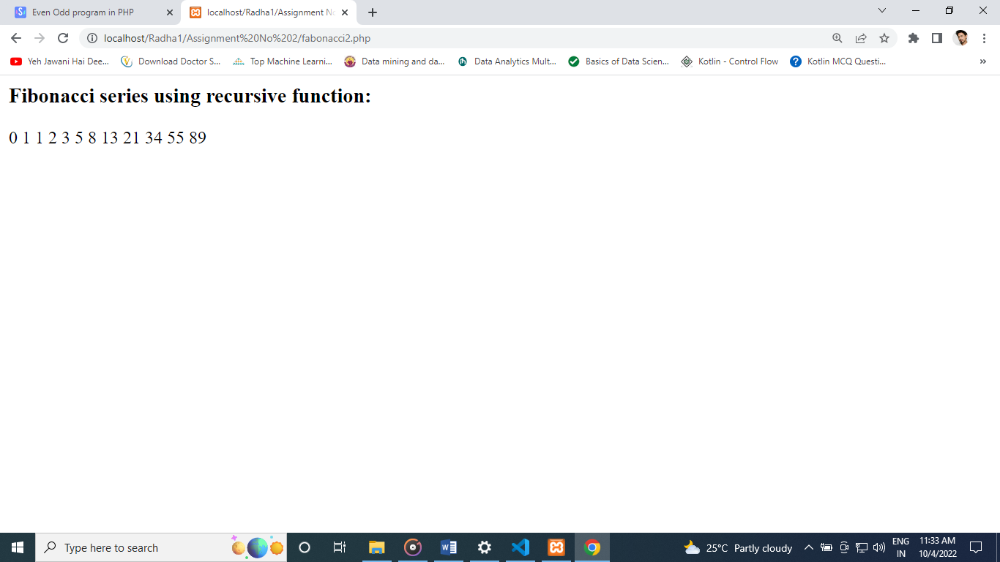 Even Odd program in PHP
localhost/Radha1/Assignment No
localhost/Radha1/Assignment%20No%202/fabonacci2.php
Yeh Jawani Hai Dee... Download Doctor S... Top Machine Learni... Data mining and da... Data Analytics Mult... Basics of Data Scien... Kotlin - Control Flow Kotlin MCQ Questi... »
Fibonacci series using recursive function:
0 1 1 2 3 5 8 13 21 34 55 89
Type here to search
25°C Partly cloudy
ENG
IN
11:33 AM
10/4/2022